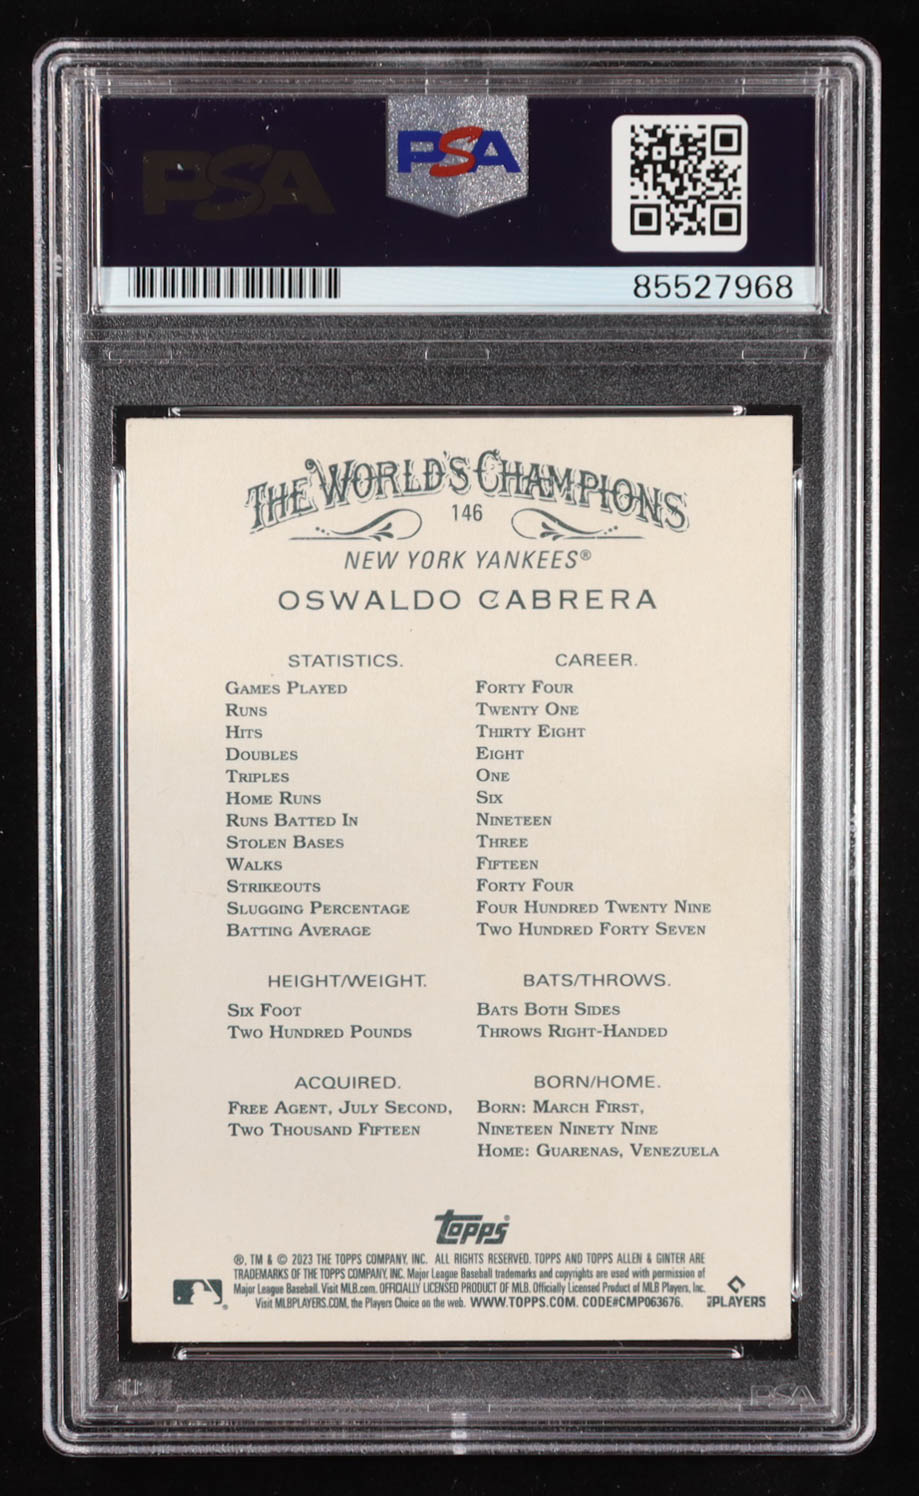 PSA
PSA
85527968
THE WORLD'S CHAMPIONS
146
NEW YORK YANKEES®
OSWALDO CABRERA
STATISTICS. CAREER.
GAMES PLAYED FORTY FOUR
RUNS TWENTY ONE
HITS THIRTY EIGHT
DOUBLES EIGHT
TRIPLES ONE
HOME RUNS SIX
RUNS BATTED IN NINETEEN
STOLEN BASES THREE
WALKS FIFTEEN
STRIKEOUTS FORTY FOUR
SLUGGING PERCENTAGE FOUR HUNDRED TWENTY NINE
BATTING AVERAGE TWO HUNDRED FORTY SEVEN
HEIGHT/WEIGHT. BATS/THROWS.
SIX FOOT BATS BOTH SIDES
TWO HUNDRED POUNDS THROWS RIGHT-HANDED
ACQUIRED. BORN/HOME.
FREE AGENT, JULY SECOND, BORN: MARCH FIRST,
TWO THOUSAND FIFTEEN NINETEEN NINETY NINE
HOME: GUARENAS, VENEZUELA
Topps®
®, TM & © 2023 THE TOPPS COMPANY, INC. ALL RIGHTS RESERVED. TOPPS AND TOPPS ALLEN & GINTER ARE
TRADEMARKS OF THE TOPPS COMPANY, INC. Major League Baseball trademarks and copyrights are used with permission of
Major League Baseball. Visit MLB.com. OFFICIALLY LICENSED PRODUCT OF MLB. Officially Licensed Product of MLB Players, Inc.
Visit MLBPLAYERS.COM, the Players Choice on the web. WWW.TOPPS.COM. CODE#CMP063676.
MLBPLAYERS
PSA